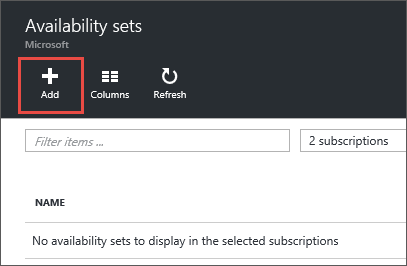 Availability sets
Microsoft
Add Columns Refresh
Filter items ... 2 subscriptions
NAME
No availability sets to display in the selected subscriptions